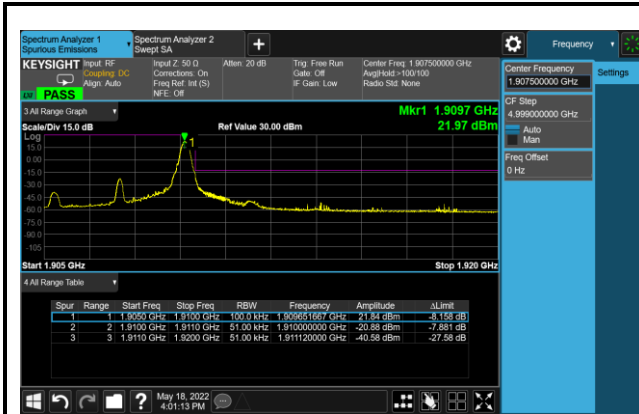 Spectrum Analyzer 1
Spurious Emissions
Spectrum Analyzer 2
Swept SA
Frequency
KEYSIGHT
Input: RF
Coupling: DC
Align: Auto
Input Z: 50 Ω
Corrections: On
Freq Ref: Int (S)
NFE: Off
Atten: 20 dB
Trig: Free Run
Gate: Off
IF Gain: Low
Center Freq: 1.907500000 GHz
Avg|Hold:>100/100
Radio Std: None
PASS
Center Frequency
1.907500000 GHz
Settings
CF Step
4.999000000 GHz
Auto
Man
Freq Offset
0 Hz
3 All Range Graph
Mkr1 1.9097 GHz
Scale/Div 15.0 dB
Ref Value 30.00 dBm
21.97 dBm
Log
15.0
0.00
-15.0
-30.0
-45.0
-60.0
-75.0
-90.0
-105
1
Start 1.905 GHz
Stop 1.920 GHz
4 All Range Table
Spur Range Start Freq Stop Freq RBW Frequency Amplitude ΔLimit
1 1 1.9050 GHz 1.9100 GHz 100.0 kHz 1.909651667 GHz 21.84 dBm -8.158 dB
2 2 1.9100 GHz 1.9110 GHz 51.00 kHz 1.910000000 GHz -20.88 dBm -7.881 dB
3 3 1.9110 GHz 1.9200 GHz 51.00 kHz 1.911120000 GHz -40.58 dBm -27.58 dB
May 18, 2022
4:01:13 PM